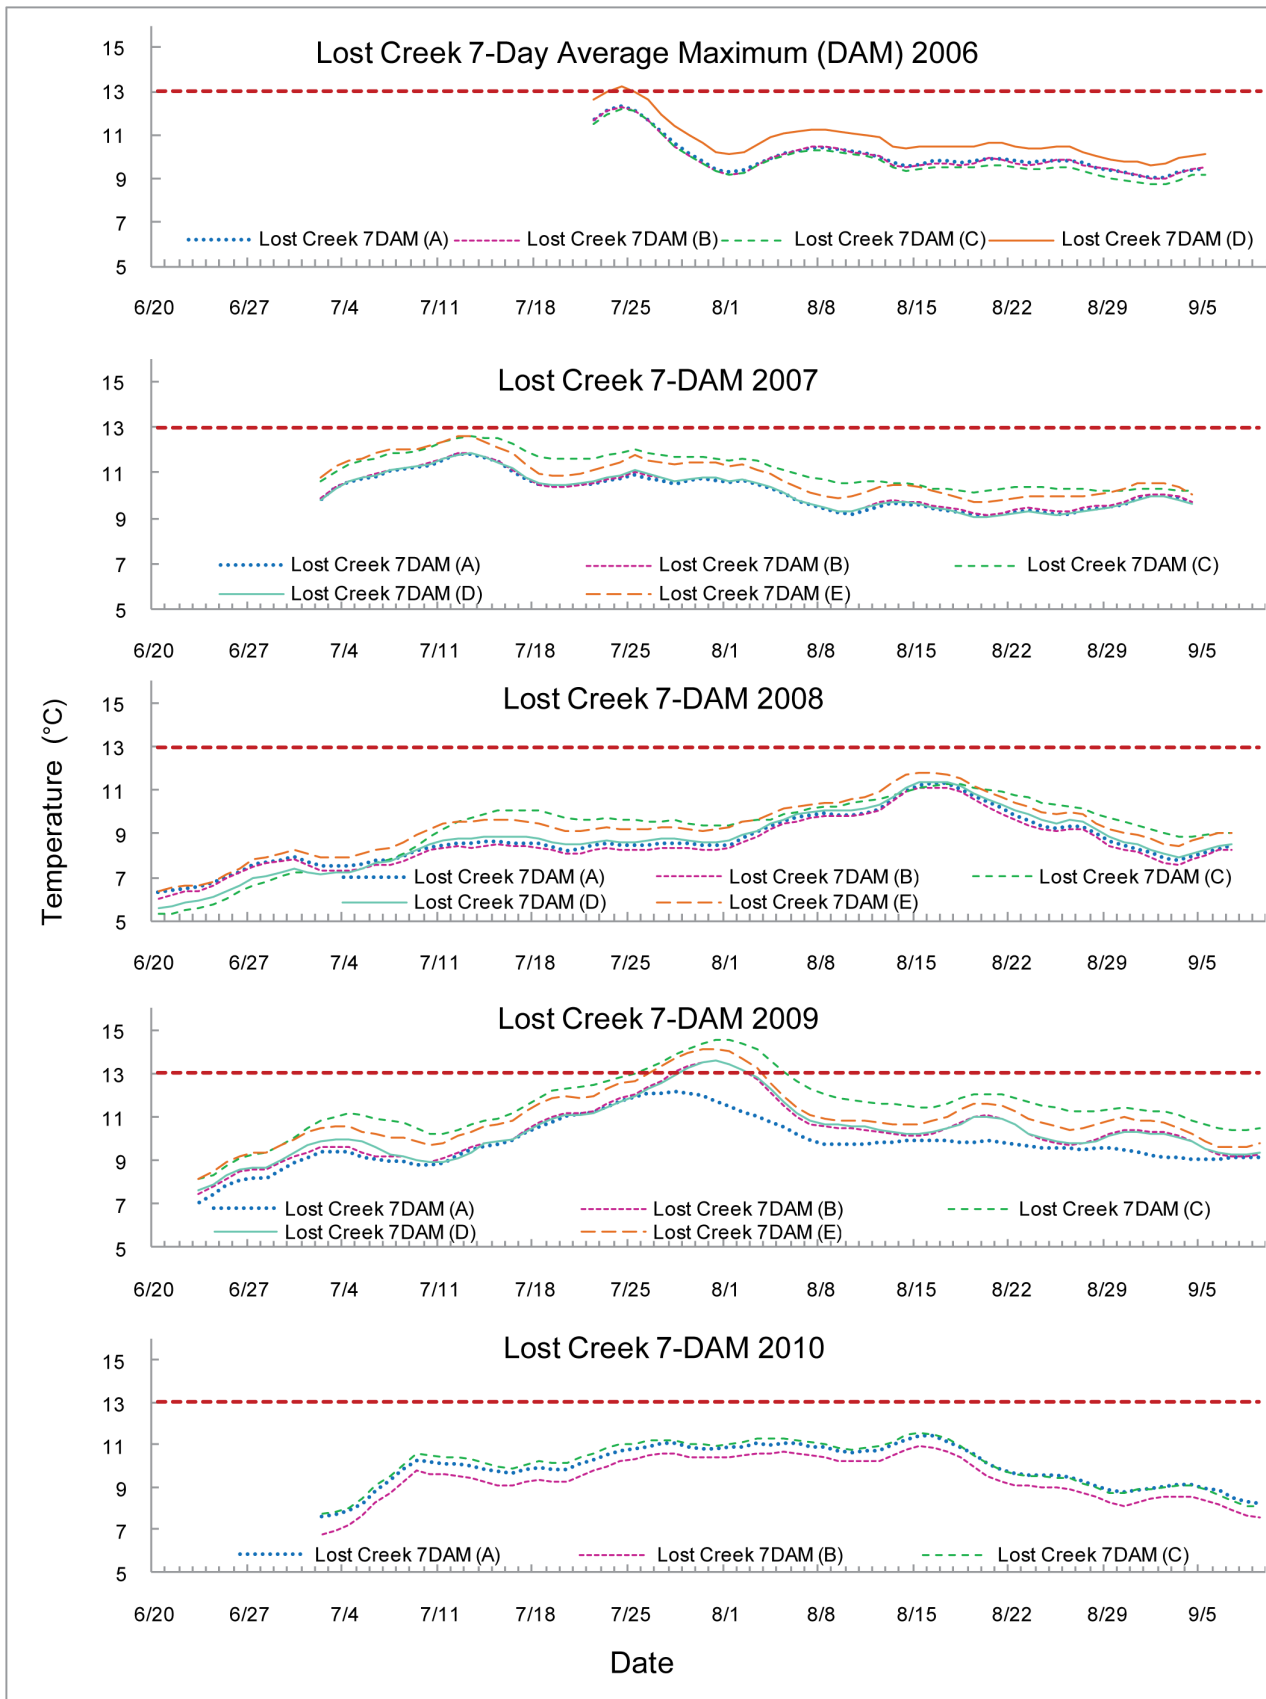 Lost Creek 7-Day Average Maximum (DAM) 2006
15
13
11
9
7
5
Lost Creek 7DAM (A) Lost Creek 7DAM (B) Lost Creek 7DAM (C) Lost Creek 7DAM (D)
6/20 6/27 7/4 7/11 7/18 7/25 8/1 8/8 8/15 8/22 8/29 9/5
Lost Creek 7-DAM 2007
15
13
11
9
7
5
Lost Creek 7DAM (A) Lost Creek 7DAM (B) Lost Creek 7DAM (C)
Lost Creek 7DAM (D) Lost Creek 7DAM (E)
6/20 6/27 7/4 7/11 7/18 7/25 8/1 8/8 8/15 8/22 8/29 9/5
Temperature (°C)
Lost Creek 7-DAM 2008
15
13
11
9
7
5
Lost Creek 7DAM (A) Lost Creek 7DAM (B) Lost Creek 7DAM (C)
Lost Creek 7DAM (D) Lost Creek 7DAM (E)
6/20 6/27 7/4 7/11 7/18 7/25 8/1 8/8 8/15 8/22 8/29 9/5
Lost Creek 7-DAM 2009
15
13
11
9
7
5
Lost Creek 7DAM (A) Lost Creek 7DAM (B) Lost Creek 7DAM (C)
Lost Creek 7DAM (D) Lost Creek 7DAM (E)
6/20 6/27 7/4 7/11 7/18 7/25 8/1 8/8 8/15 8/22 8/29 9/5
Lost Creek 7-DAM 2010
15
13
11
9
7
5
Lost Creek 7DAM (A) Lost Creek 7DAM (B) Lost Creek 7DAM (C)
6/20 6/27 7/4 7/11 7/18 7/25 8/1 8/8 8/15 8/22 8/29 9/5
Date